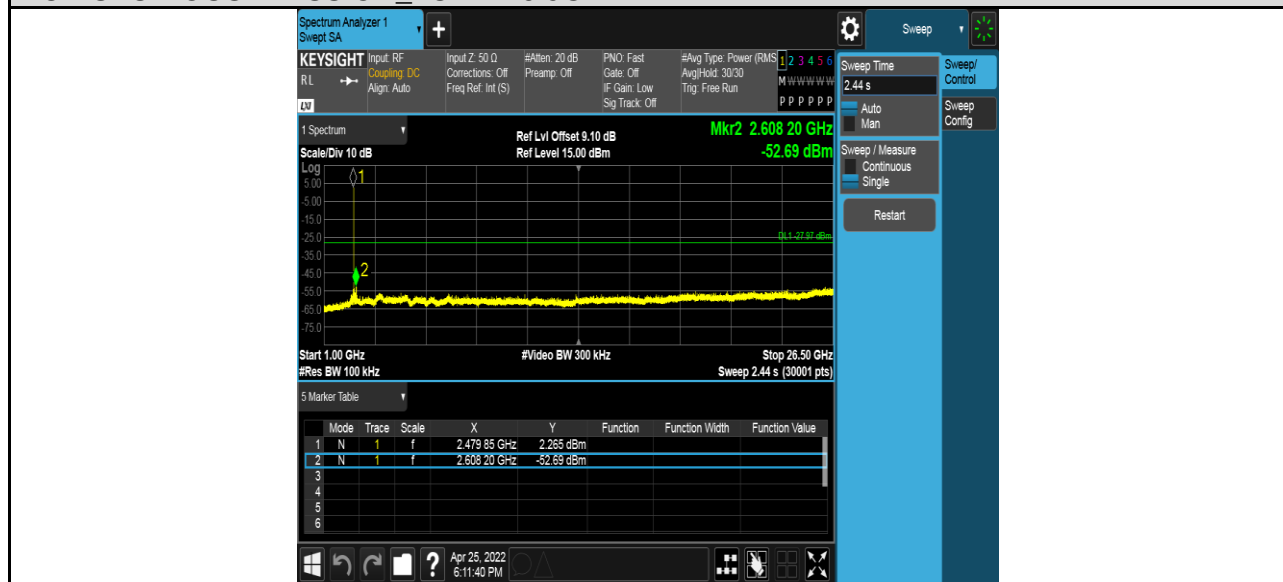 Spectrum Analyzer 1
Swept SA
+
Sweep
KEYSIGHT
RL
LXI
Input: RF
Coupling: DC
Align: Auto
Input Z: 50 Ω
Corrections: Off
Freq Ref: Int (S)
#Atten: 20 dB
Preamp: Off
PNO: Fast
Gate: Off
IF Gain: Low
Sig Track: Off
#Avg Type: Power (RMS
Avg|Hold: 30/30
Trig: Free Run
1 2 3 4 5 6
M W W W W W
P P P P P P
1 Spectrum
Scale/Div 10 dB
Ref Lvl Offset 9.10 dB
Ref Level 15.00 dBm
Mkr2 2.608 20 GHz
-52.69 dBm
Log
5.00
-5.00
-15.0
-25.0
-35.0
-45.0
-55.0
-65.0
-75.0
1
2
DL1 -27.97 dBm
Start 1.00 GHz
#Res BW 100 kHz
#Video BW 300 kHz
Stop 26.50 GHz
Sweep 2.44 s (30001 pts)
5 Marker Table
Mode Trace Scale X Y Function Function Width Function Value
1 N 1 f 2.479 85 GHz 2.265 dBm
2 N 1 f 2.608 20 GHz -52.69 dBm
3
4
5
6
?
Apr 25, 2022
6:11:40 PM
Sweep Time
2.44 s
Auto
Man
Sweep / Measure
Continuous
Single
Restart
Sweep/
Control
Sweep
Config